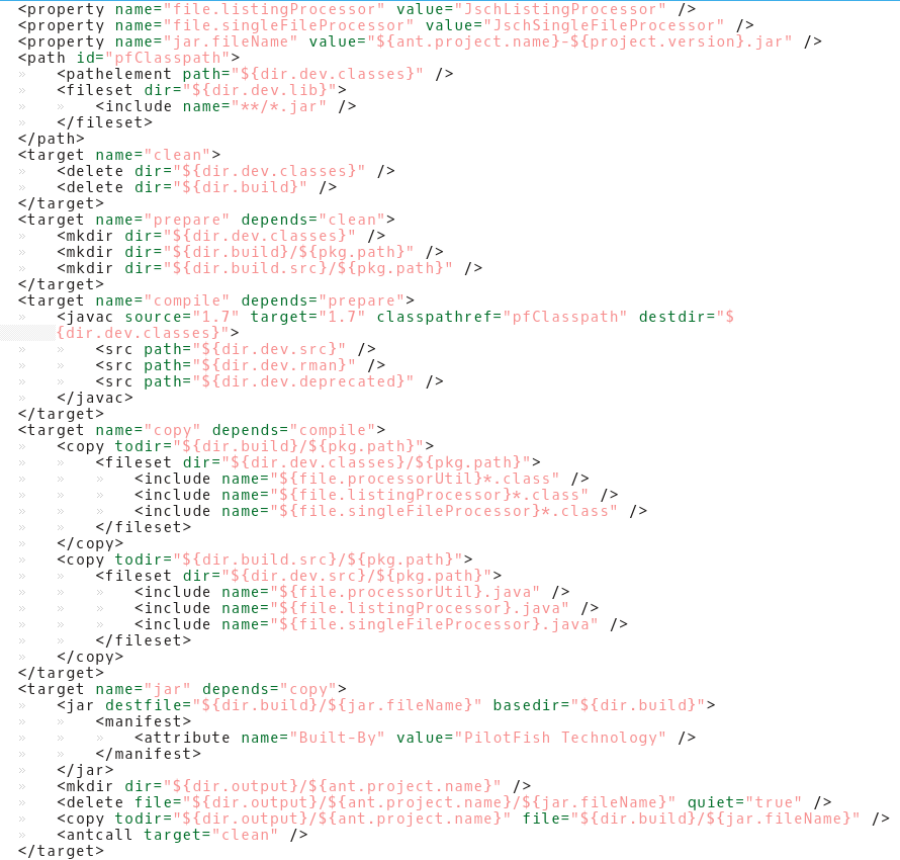 <property name="file.listingProcessor" value="JschListingProcessor" />
<property name="file.singleFileProcessor" value="JschSingleFileProcessor" />
<property name="jar.fileName" value="${ant.project.name}-${project.version}.jar" />
<path id="pfClasspath">
»   <pathelement path="${dir.dev.classes}" />
»   <fileset dir="${dir.dev.lib}">
»   »   <include name="**/*.jar" />
»   </fileset>
</path>
<target name="clean">
»   <delete dir="${dir.dev.classes}" />
»   <delete dir="${dir.build}" />
</target>
<target name="prepare" depends="clean">
»   <mkdir dir="${dir.dev.classes}" />
»   <mkdir dir="${dir.build}/${pkg.path}" />
»   <mkdir dir="${dir.build.src}/${pkg.path}" />
</target>
<target name="compile" depends="prepare">
»   <javac source="1.7" target="1.7" classpathref="pfClasspath" destdir="$
{dir.dev.classes}">
»   »   <src path="${dir.dev.src}" />
»   »   <src path="${dir.dev.rman}" />
»   »   <src path="${dir.dev.deprecated}" />
»   </javac>
</target>
<target name="copy" depends="compile">
»   <copy todir="${dir.build}/${pkg.path}">
»   »   <fileset dir="${dir.dev.classes}/${pkg.path}">
»   »   »   <include name="${file.processorUtil}*.class" />
»   »   »   <include name="${file.listingProcessor}*.class" />
»   »   »   <include name="${file.singleFileProcessor}*.class" />
»   »   </fileset>
»   </copy>
»   <copy todir="${dir.build.src}/${pkg.path}">
»   »   <fileset dir="${dir.dev.src}/${pkg.path}">
»   »   »   <include name="${file.processorUtil}.java" />
»   »   »   <include name="${file.listingProcessor}.java" />
»   »   »   <include name="${file.singleFileProcessor}.java" />
»   »   </fileset>
»   </copy>
</target>
<target name="jar" depends="copy">
»   <jar destfile="${dir.build}/${jar.fileName}" basedir="${dir.build}">
»   »   <manifest>
»   »   »   <attribute name="Built-By" value="PilotFish Technology" />
»   »   </manifest>
»   </jar>
»   <mkdir dir="${dir.output}/${ant.project.name}" />
»   <delete file="${dir.output}/${ant.project.name}/${jar.fileName}" quiet="true" />
»   <copy todir="${dir.output}/${ant.project.name}" file="${dir.build}/${jar.fileName}" />
»   <antcall target="clean" />
</target>